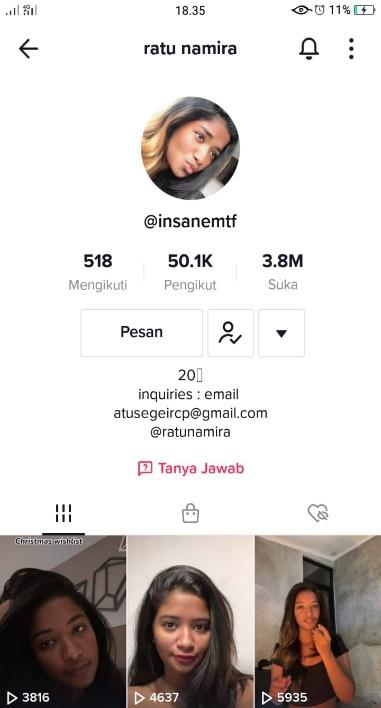 18.35
11%
ratu namira
@insanemtf
518 50.1K 3.8M
Mengikuti Pengikut Suka
Pesan
20
inquiries : email
atusegeircp@gmail.com
@ratunamira
Tanya Jawab
Christmas wishlist
3816 4637 5935